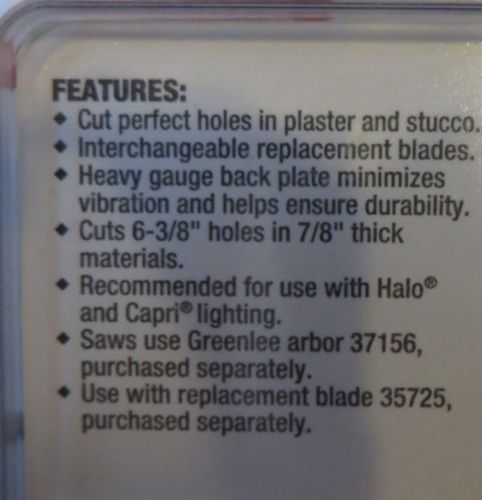 FEATURES:
◆ Cut perfect holes in plaster and stucco.
◆ Interchangeable replacement blades.
◆ Heavy gauge back plate minimizes
vibration and helps ensure durability.
◆ Cuts 6-3/8" holes in 7/8" thick
materials.
◆ Recommended for use with Halo®
and Capri® lighting.
◆ Saws use Greenlee arbor 37156,
purchased separately.
◆ Use with replacement blade 35725,
purchased separately.